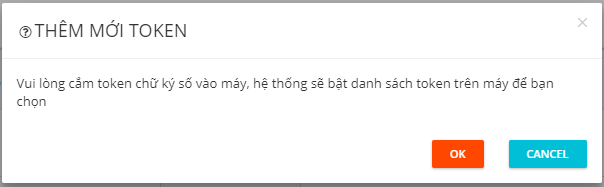 THÊM MỚI TOKEN
Vui lòng cắm token chữ ký số vào máy, hệ thống sẽ bật danh sách token trên máy để bạn
chọn
OK
CANCEL